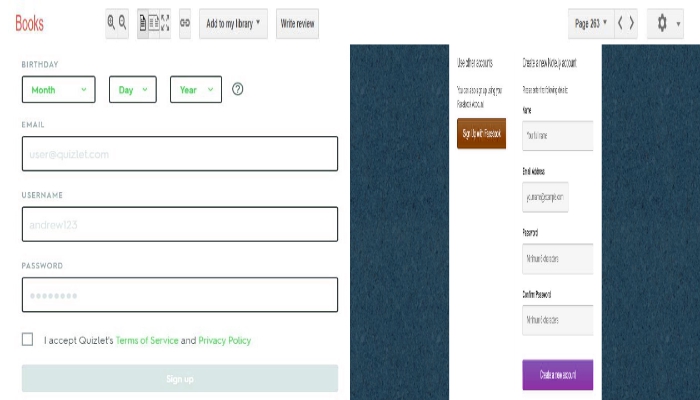 Books
Add to my library
Write review
Page 263
BIRTHDAY
Month
Day
Year
EMAIL
user@quizlet.com
USERNAME
andrew123
PASSWORD
I accept Quizlet's Terms of Service and Privacy Policy
Sign up
Use other accounts
You can also sign up using your
Facebook Account
Sign Up with Facebook
Create a new Note.ly account
Please enter the following details:
Name
Your full name
Email Address
yourname@example.com
Password
Minimum 6 characters
Confirm Password
Minimum 6 characters
Create a new account